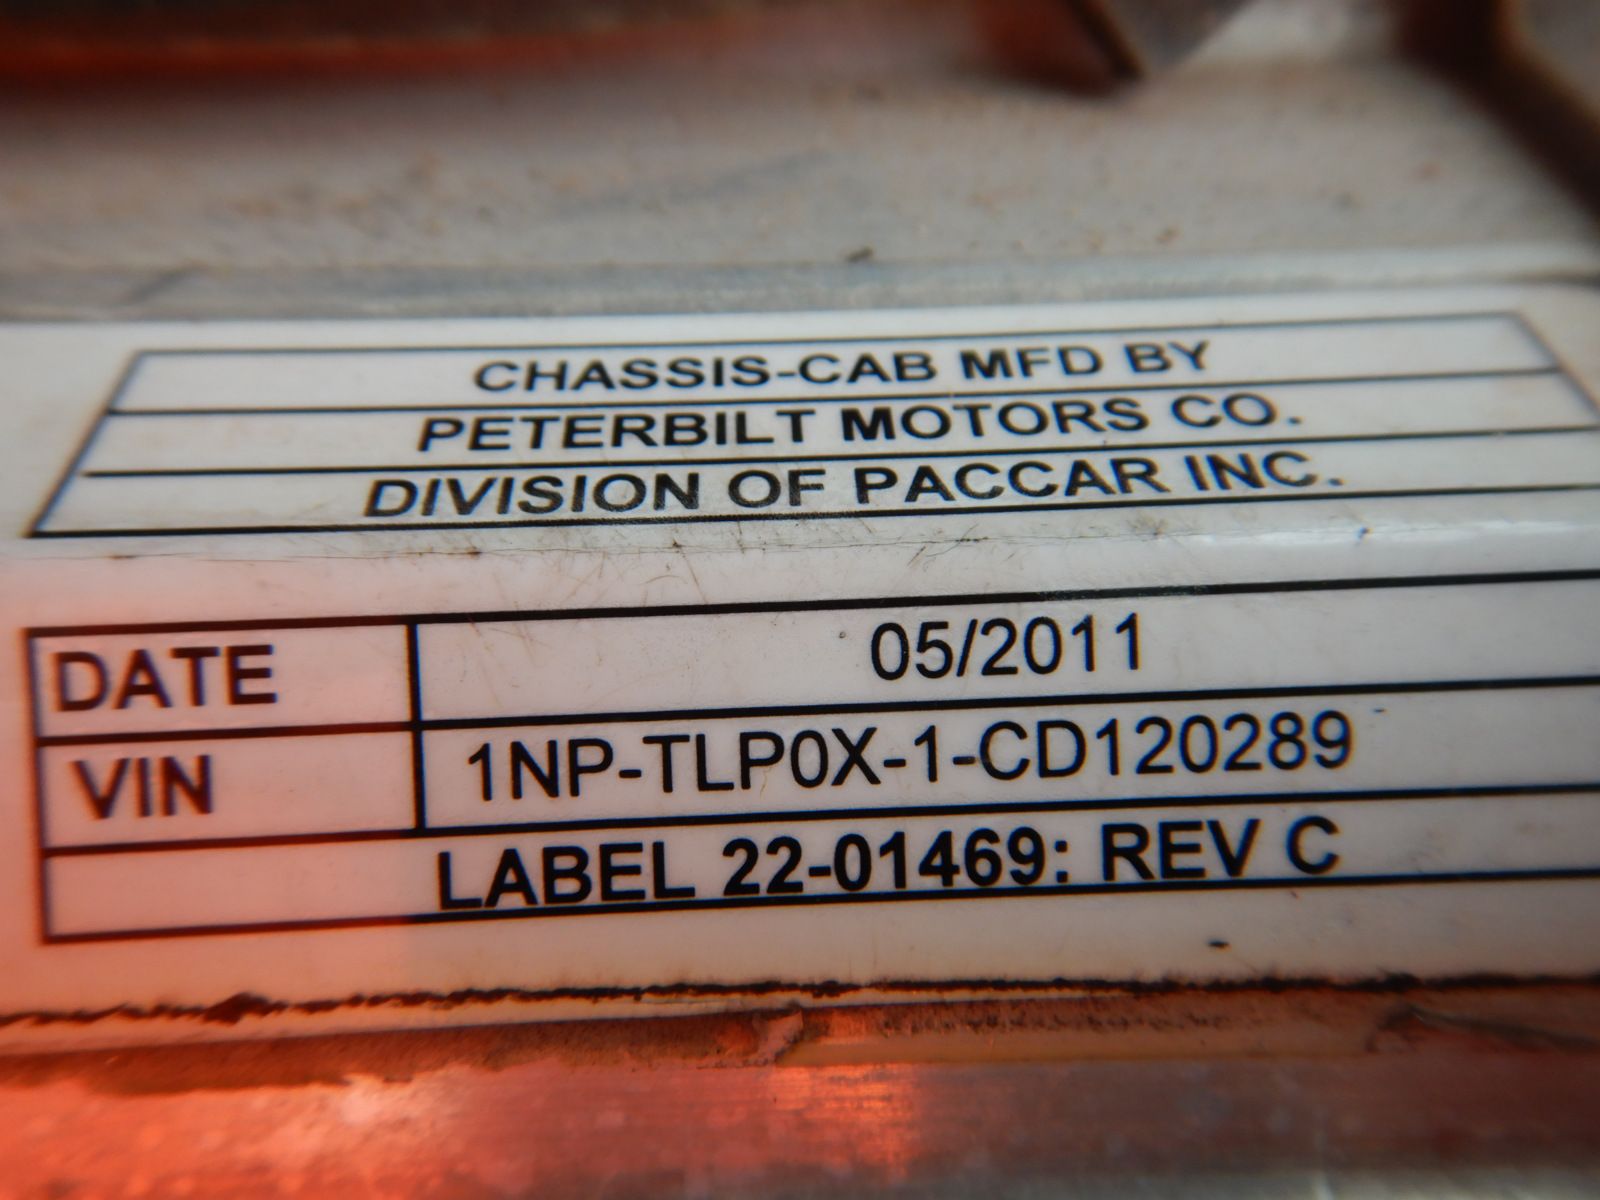 CHASSIS-CAB MFD BY
PETERBILT MOTORS CO.
DIVISION OF PACCAR INC.
DATE 05/2011
VIN 1NP-TLP0X-1-CD120289
LABEL 22-01469: REV C